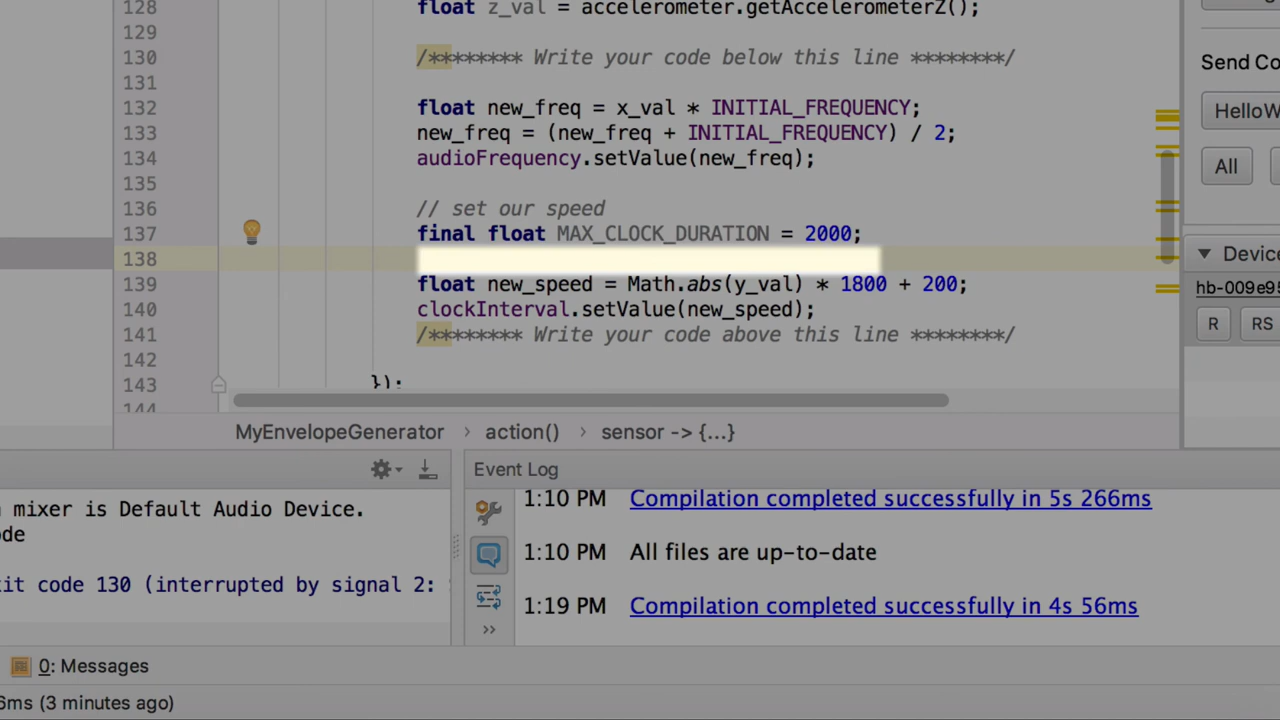 128 float z_val = accelerometer.getAccelerometerZ();
129
130 /******** Write your code below this line ********/
131
132 float new_freq = x_val * INITIAL_FREQUENCY;
133 new_freq = (new_freq + INITIAL_FREQUENCY) / 2;
134 audioFrequency.setValue(new_freq);
135
136 // set our speed
137 final float MAX_CLOCK_DURATION = 2000;
138
139 float new_speed = Math.abs(y_val) * 1800 + 200;
140 clockInterval.setValue(new_speed);
141 /******** Write your code above this line ********/
142
143 });
144
MyEnvelopeGenerator > action() > sensor -> {...}
Send Co
HelloW
All
Device
hb-009e95
R RS
mixer is Default Audio Device.
ode
it code 130 (interrupted by signal 2:
Event Log
1:10 PM Compilation completed successfully in 5s 266ms
1:10 PM All files are up-to-date
1:19 PM Compilation completed successfully in 4s 56ms
>>
0: Messages
6ms (3 minutes ago)